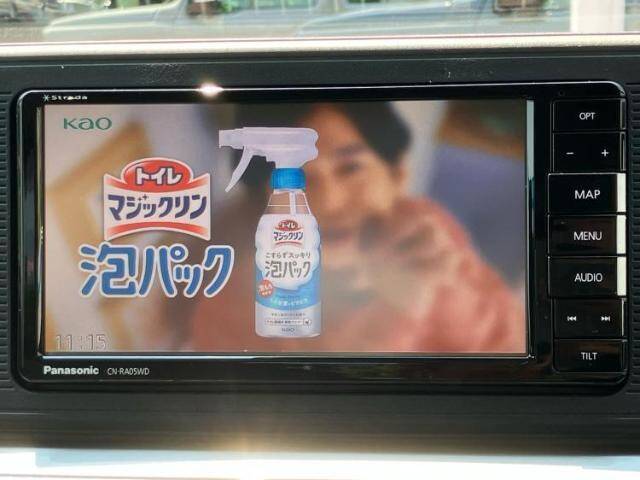 Strada
Kao
トイレ
マジックリン
泡パック
トイレ
マジックリン
こすらずスッキリ
泡パック
KAO
11:15
Panasonic CN-RA05WD
OPT
− +
MAP
MENU
AUDIO
TILT